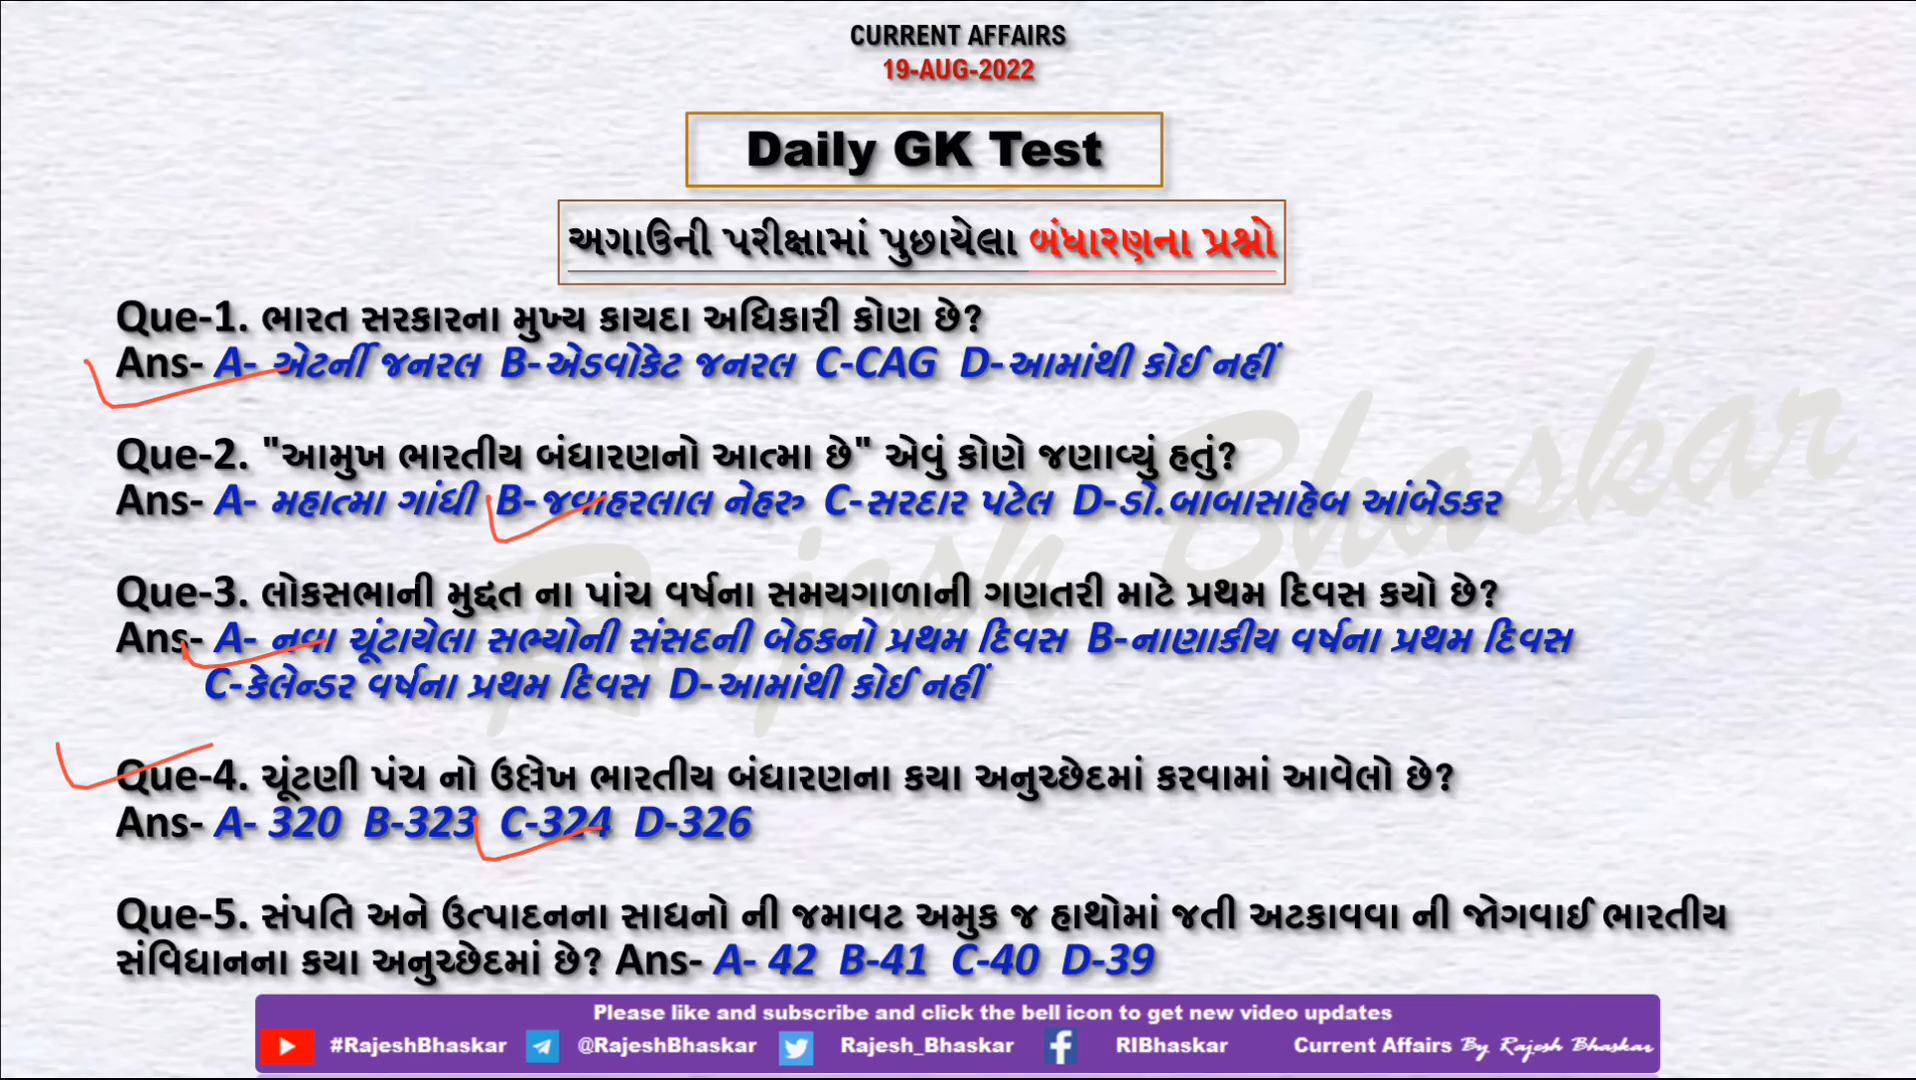 CURRENT AFFAIRS
19-AUG-2022
Daily GK Test
અગાઉની પરીક્ષામાં પુછાયેલા બંધારણના પ્રશ્નો
Que-1. ભારત સરકારના મુખ્ય કાયદા અધિકારી કોણ છે?
Ans- A- એટર્ની જનરલ B-એડવોકેટ જનરલ C-CAG D-આમાંથી કોઈ નહીં
Que-2. "આમુખ ભારતીય બંધારણનો આત્મા છે" એવું કોણે જણાવ્યું હતું?
Ans- A- મહાત્મા ગાંધી B-જવાહરલાલ નેહરુ C-સરદાર પટેલ D-ડો.બાબાસાહેબ આંબેડકર
Que-3. લોકસભાની મુદ્દત ના પાંચ વર્ષના સમયગાળાની ગણતરી માટે પ્રથમ દિવસ કયો છે?
Ans- A- નવા ચૂંટાયેલા સભ્યોની સંસદની બેઠકનો પ્રથમ દિવસ B-નાણાકીય વર્ષના પ્રથમ દિવસ
C-કેલેન્ડર વર્ષના પ્રથમ દિવસ D-આમાંથી કોઈ નહીં
Que-4. ચૂંટણી પંચ નો ઉલ્લેખ ભારતીય બંધારણના કયા અનુચ્છેદમાં કરવામાં આવેલો છે?
Ans- A- 320 B-323 C-324 D-326
Que-5. સંપતિ અને ઉત્પાદનના સાધનો ની જમાવટ અમુક જ હાથોમાં જતી અટકાવવા ની જોગવાઈ ભારતીય
સંવિધાનના કયા અનુચ્છેદમાં છે? Ans- A- 42 B-41 C-40 D-39
Rajesh Bhaskar
Please like and subscribe and click the bell icon to get new video updates
#RajeshBhaskar @RajeshBhaskar Rajesh_Bhaskar RIBhaskar Current Affairs By Rajesh Bhaskar